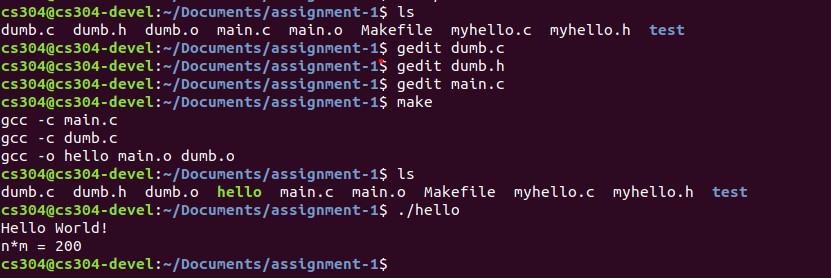 cs304@cs304-devel:~/Documents/assignment-1$ ls
dumb.c  dumb.h  dumb.o  main.c  main.o  Makefile  myhello.c  myhello.h  test
cs304@cs304-devel:~/Documents/assignment-1$ gedit dumb.c
cs304@cs304-devel:~/Documents/assignment-1$ gedit dumb.h
cs304@cs304-devel:~/Documents/assignment-1$ gedit main.c
cs304@cs304-devel:~/Documents/assignment-1$ make
gcc -c main.c
gcc -c dumb.c
gcc -o hello main.o dumb.o
cs304@cs304-devel:~/Documents/assignment-1$ ls
dumb.c  dumb.h  dumb.o  hello  main.c  main.o  Makefile  myhello.c  myhello.h  test
cs304@cs304-devel:~/Documents/assignment-1$ ./hello
Hello World!
n*m = 200
cs304@cs304-devel:~/Documents/assignment-1$